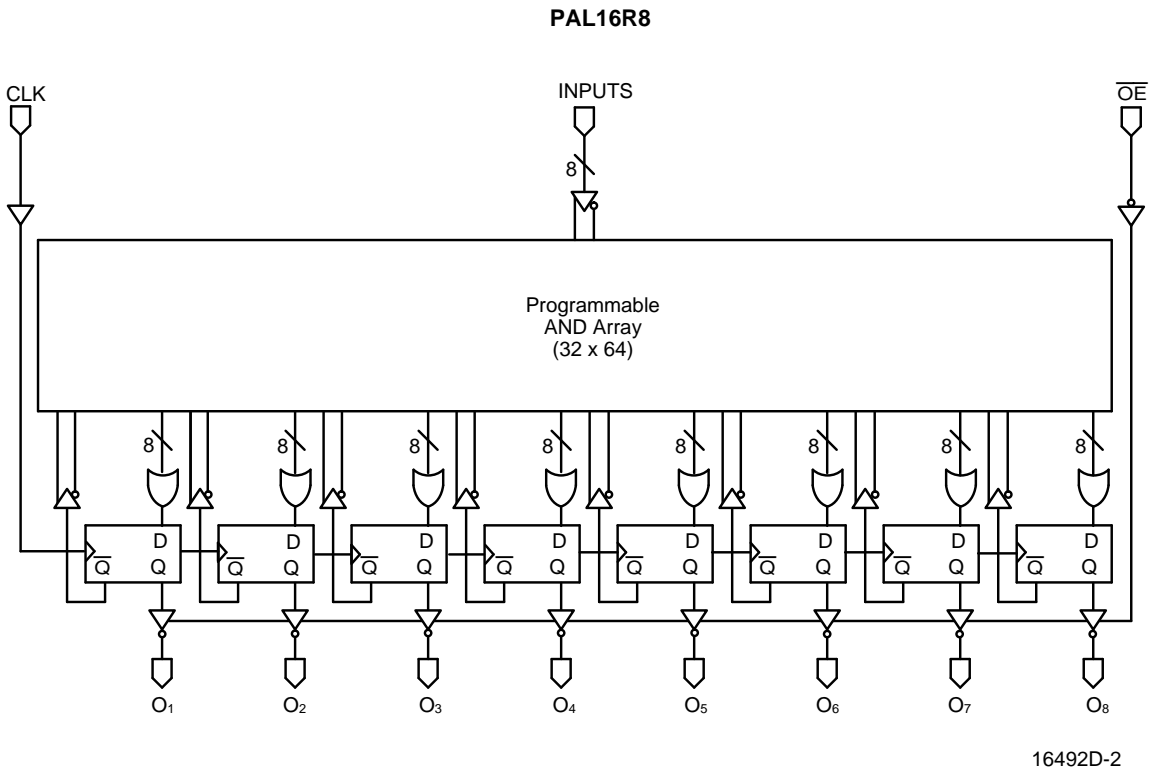 PAL16R8
CLK
INPUTS
OE
8
Programmable
AND Array
(32 x 64)
8 8 8 8 8 8 8 8
D D D D D D D D
Q Q Q Q Q Q Q Q Q Q Q Q Q Q Q Q
O1 O2 O3 O4 O5 O6 O7 O8
16492D-2